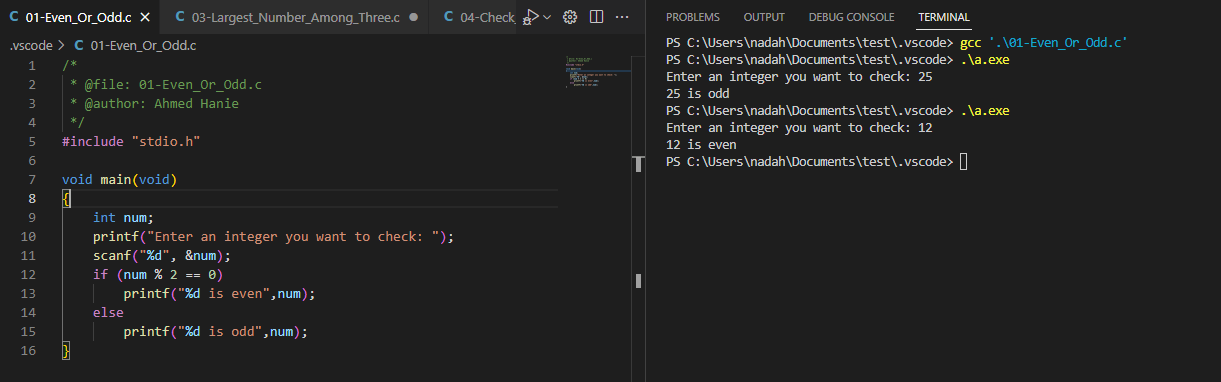 01-Even_Or_Odd.c
03-Largest_Number_Among_Three.c
04-Check_
.vscode > 01-Even_Or_Odd.c
1 /*
2  * @file: 01-Even_Or_Odd.c
3  * @author: Ahmed Hanie
4  */
5 #include "stdio.h"
6
7 void main(void)
8 {
9     int num;
10     printf("Enter an integer you want to check: ");
11     scanf("%d", &num);
12     if (num % 2 == 0)
13         printf("%d is even",num);
14     else
15         printf("%d is odd",num);
16 }
PROBLEMS OUTPUT DEBUG CONSOLE TERMINAL
PS C:\Users\nadah\Documents\test\.vscode> gcc '.\01-Even_Or_Odd.c'
PS C:\Users\nadah\Documents\test\.vscode> .\a.exe
Enter an integer you want to check: 25
25 is odd
PS C:\Users\nadah\Documents\test\.vscode> .\a.exe
Enter an integer you want to check: 12
12 is even
PS C:\Users\nadah\Documents\test\.vscode>